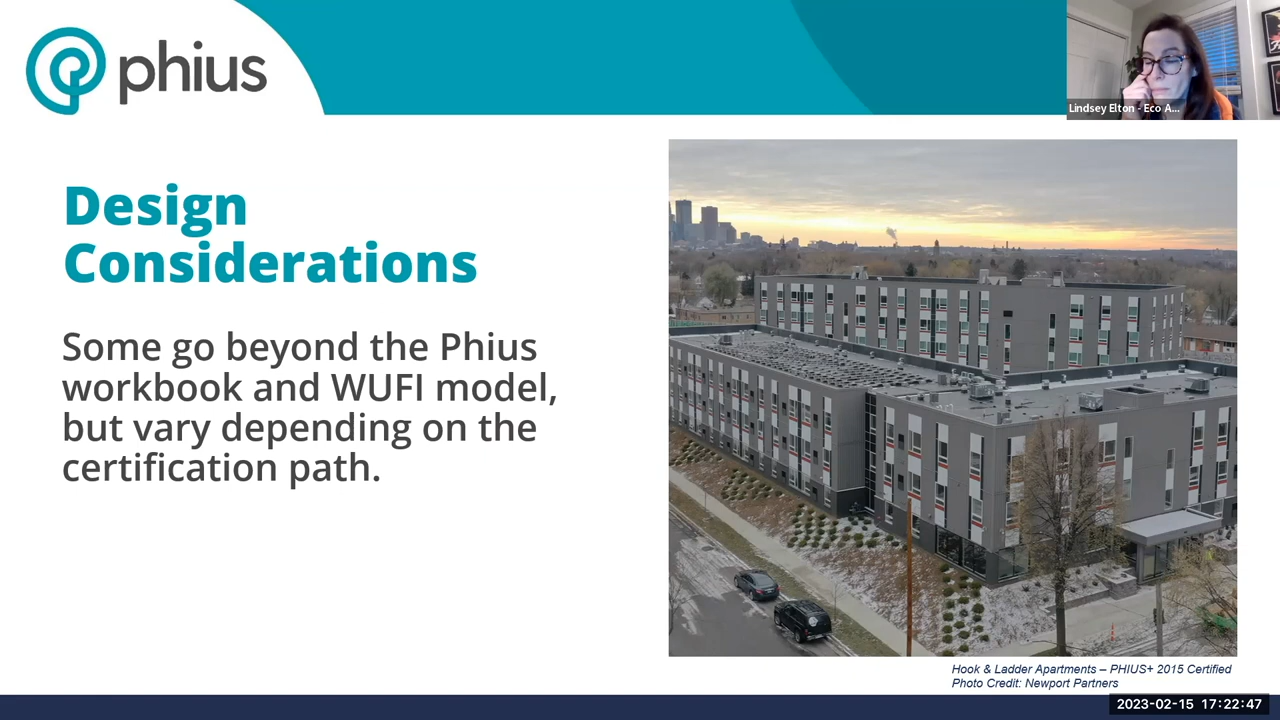 phius
Lindsey Elton - Eco A...
Design
Considerations
Some go beyond the Phius
workbook and WUFI model,
but vary depending on the
certification path.
Hook & Ladder Apartments – PHIUS+ 2015 Certified
Photo Credit: Newport Partners
2023-02-15 17:22:47